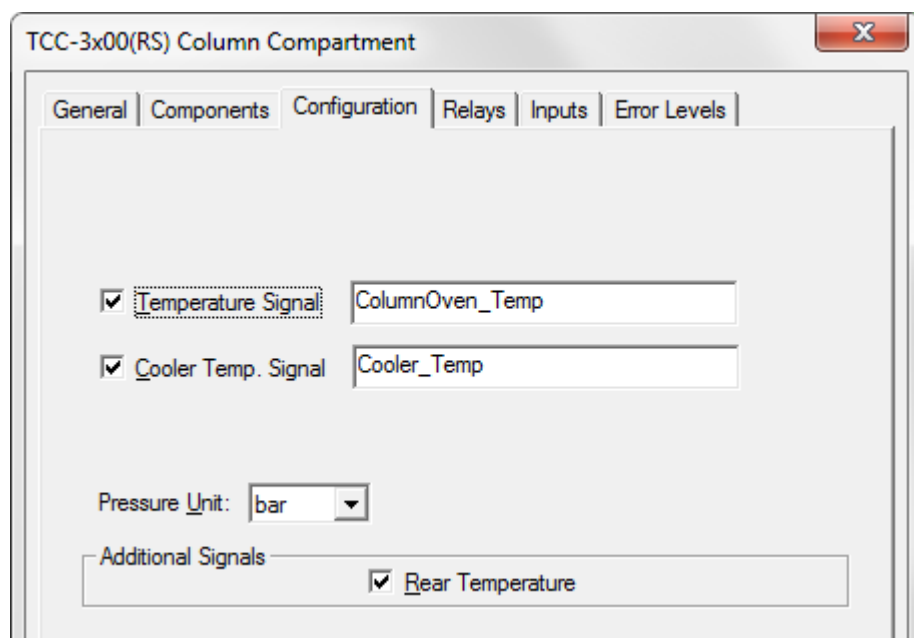 TCC-3x00(RS) Column Compartment
General Components Configuration Relays Inputs Error Levels
Temperature Signal ColumnOven_Temp
Cooler Temp. Signal Cooler_Temp
Pressure Unit: bar
Additional Signals
Rear Temperature